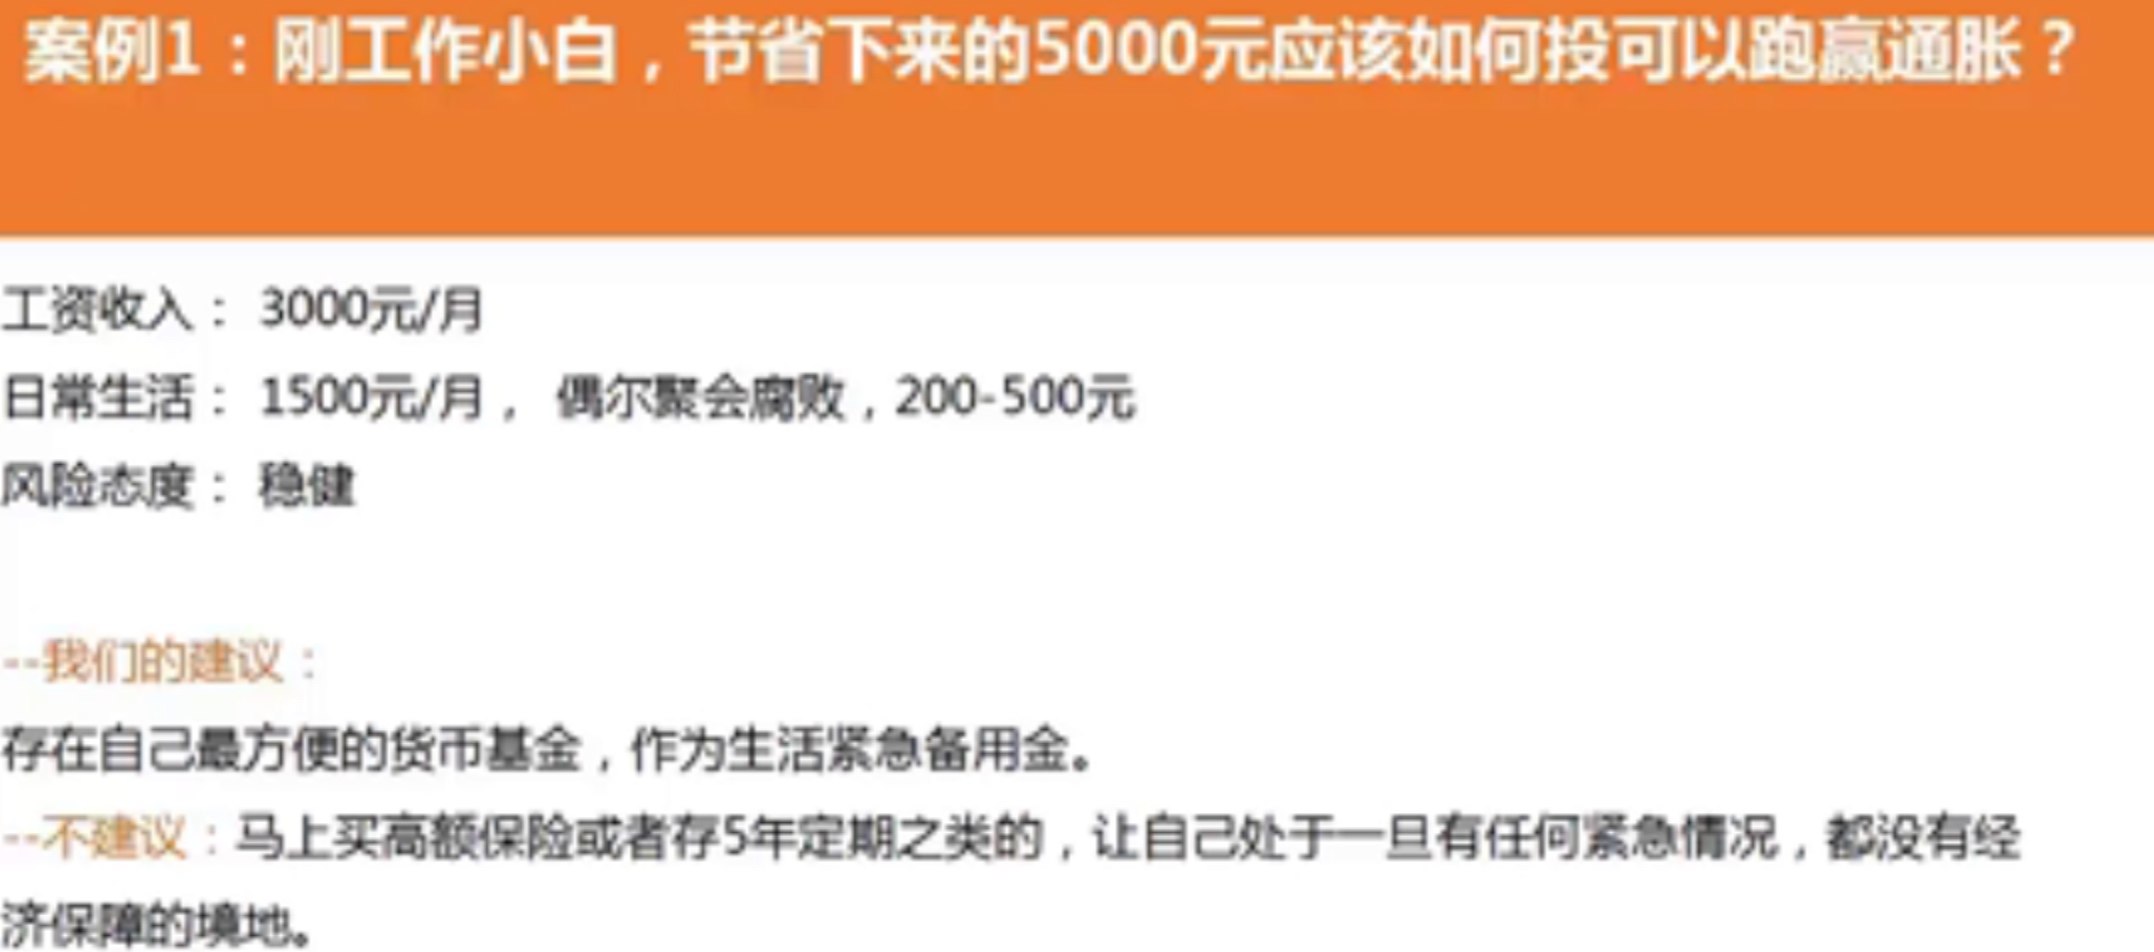 案例1：刚工作小白，节省下来的5000元应该如何投可以跑赢通胀？
工资收入： 3000元/月
日常生活： 1500元/月， 偶尔聚会腐败，200-500元
风险态度： 稳健
--我们的建议：
存在自己最方便的货币基金，作为生活紧急备用金。
--不建议：马上买高额保险或者存5年定期之类的，让自己处于一旦有任何紧急情况，都没有经
济保障的境地。